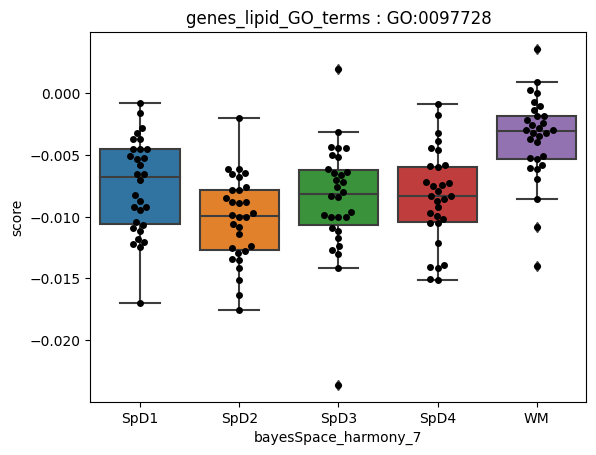 genes_lipid_GO_terms : GO:0097728
0.000
−0.005
−0.010
−0.015
−0.020
score
SpD1 SpD2 SpD3 SpD4 WM
bayesSpace_harmony_7